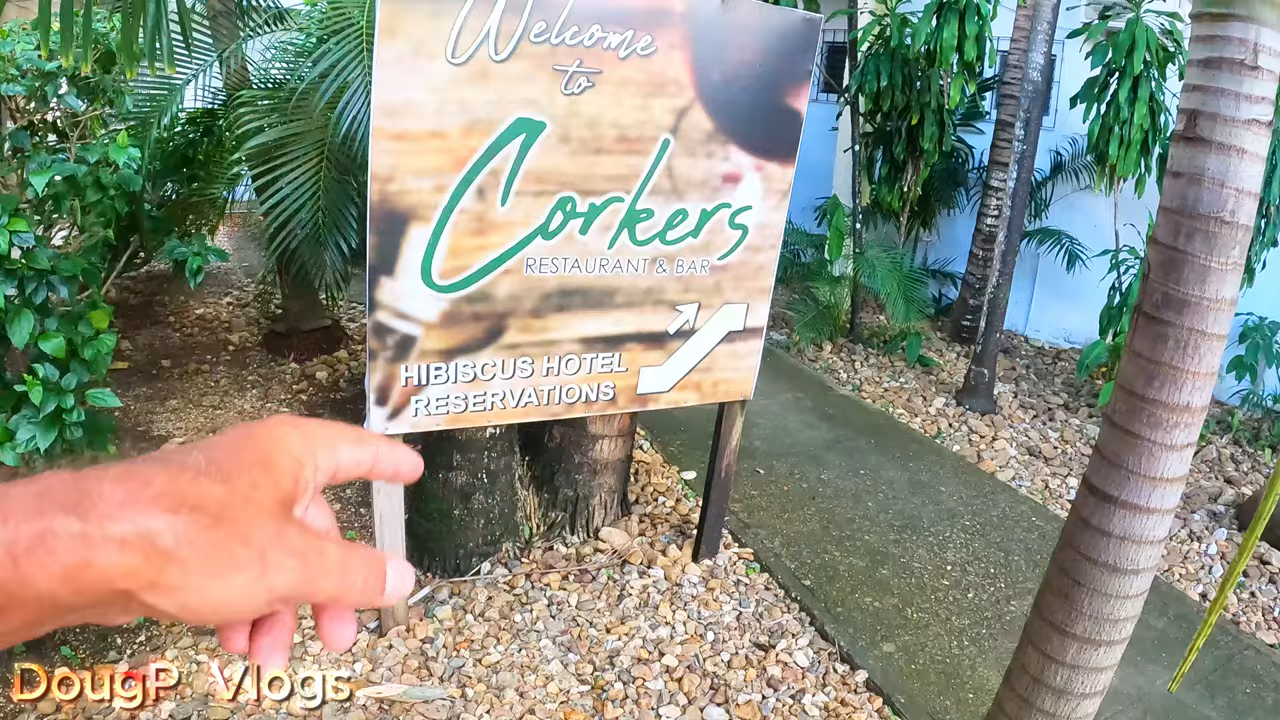 Welcome
to
Corkers
RESTAURANT & BAR
HIBISCUS HOTEL
RESERVATIONS
DougP Vlogs